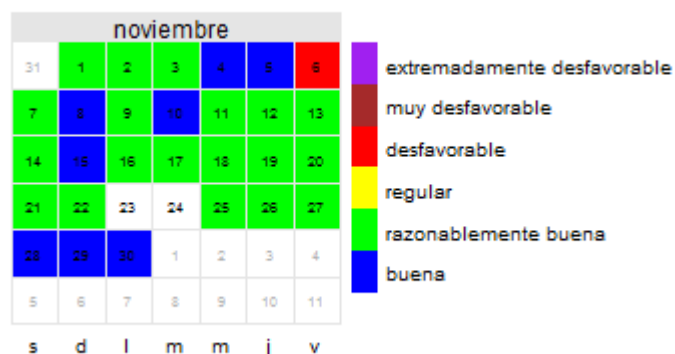 noviembre
31 1 2 3 4 5 6
7 8 9 10 11 12 13
14 15 16 17 18 19 20
21 22 23 24 25 26 27
28 29 30 1 2 3 4
5 6 7 8 9 10 11
s d l m m j v
extremadamente desfavorable
muy desfavorable
desfavorable
regular
razonablemente buena
buena